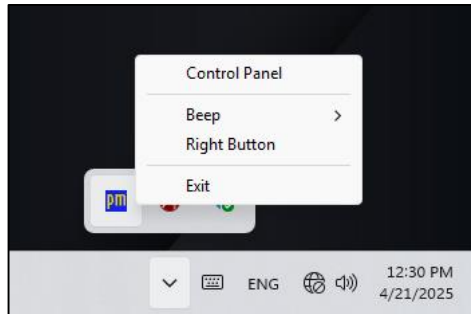 Control Panel
Beep
Right Button
Exit
pm
ENG
12:30 PM
4/21/2025